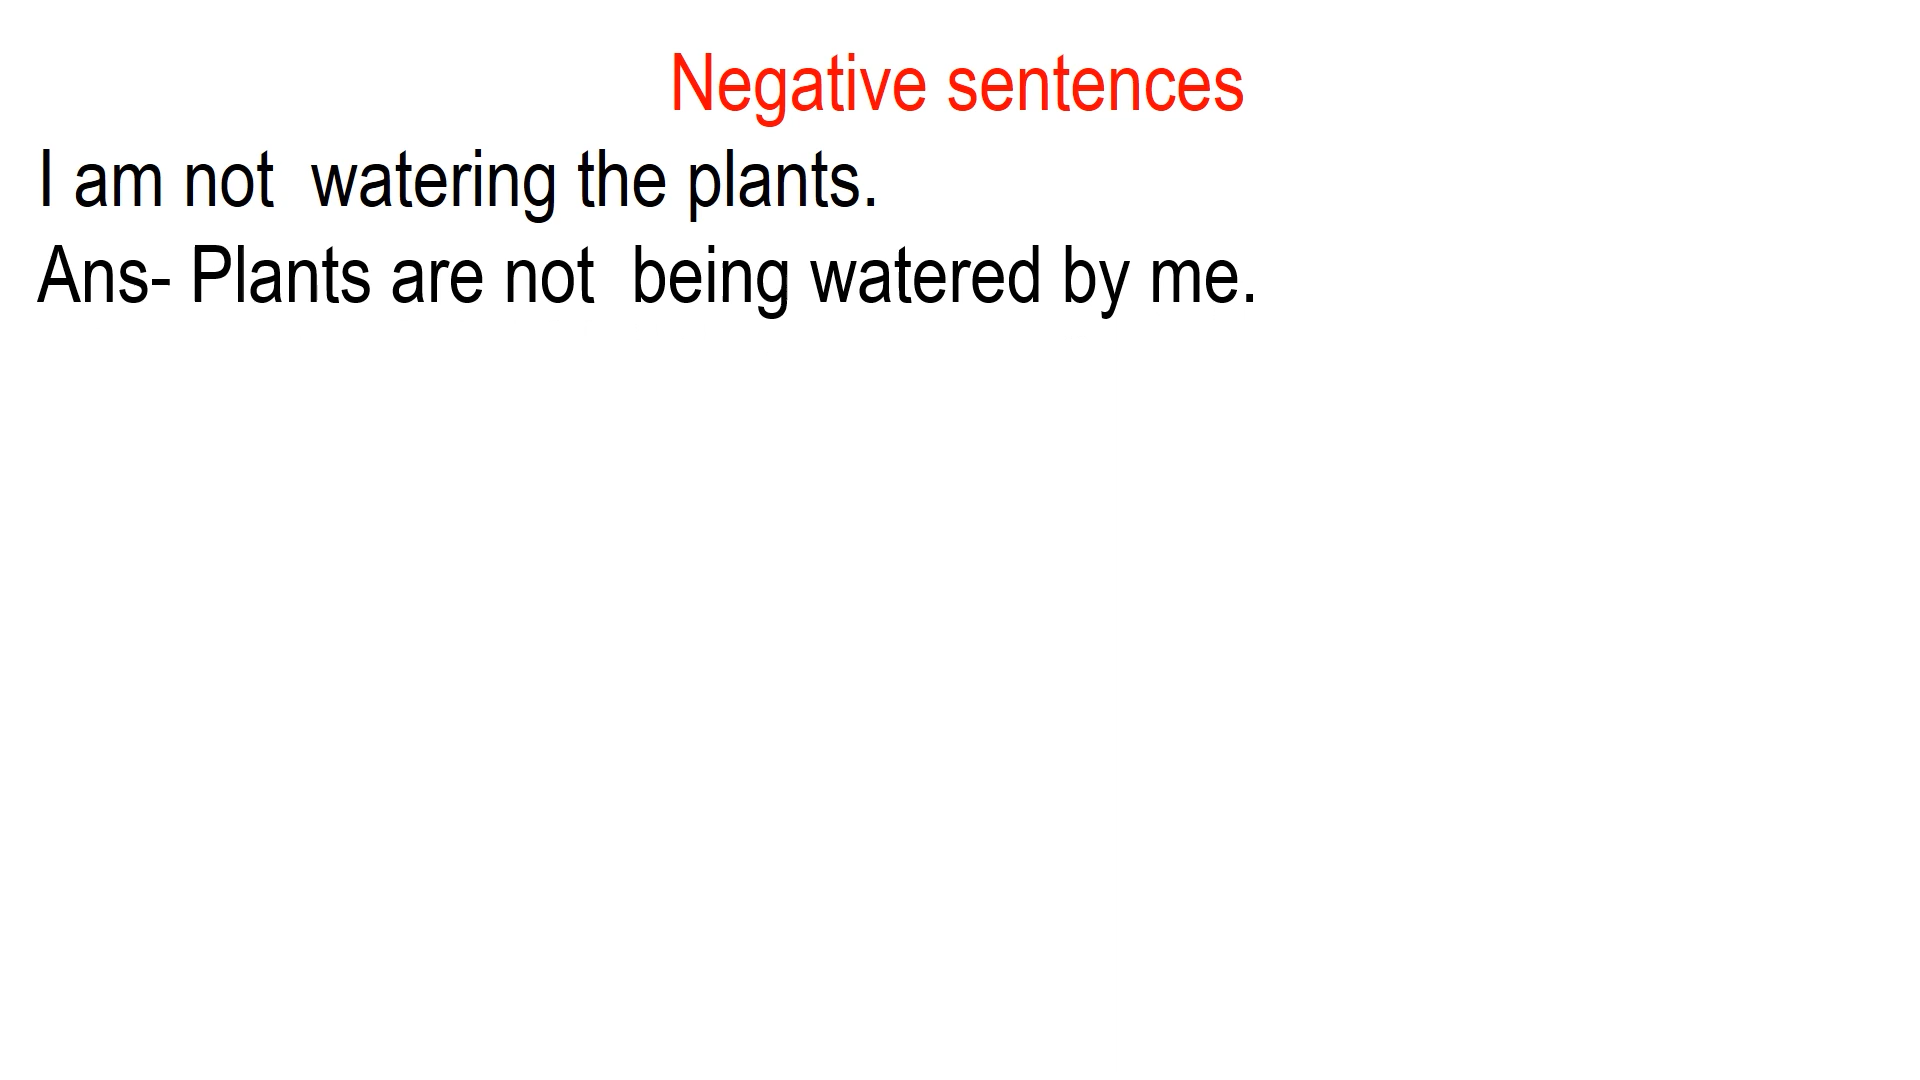 Negative sentences
I am not  watering the plants.
Ans- Plants are not  being watered by me.